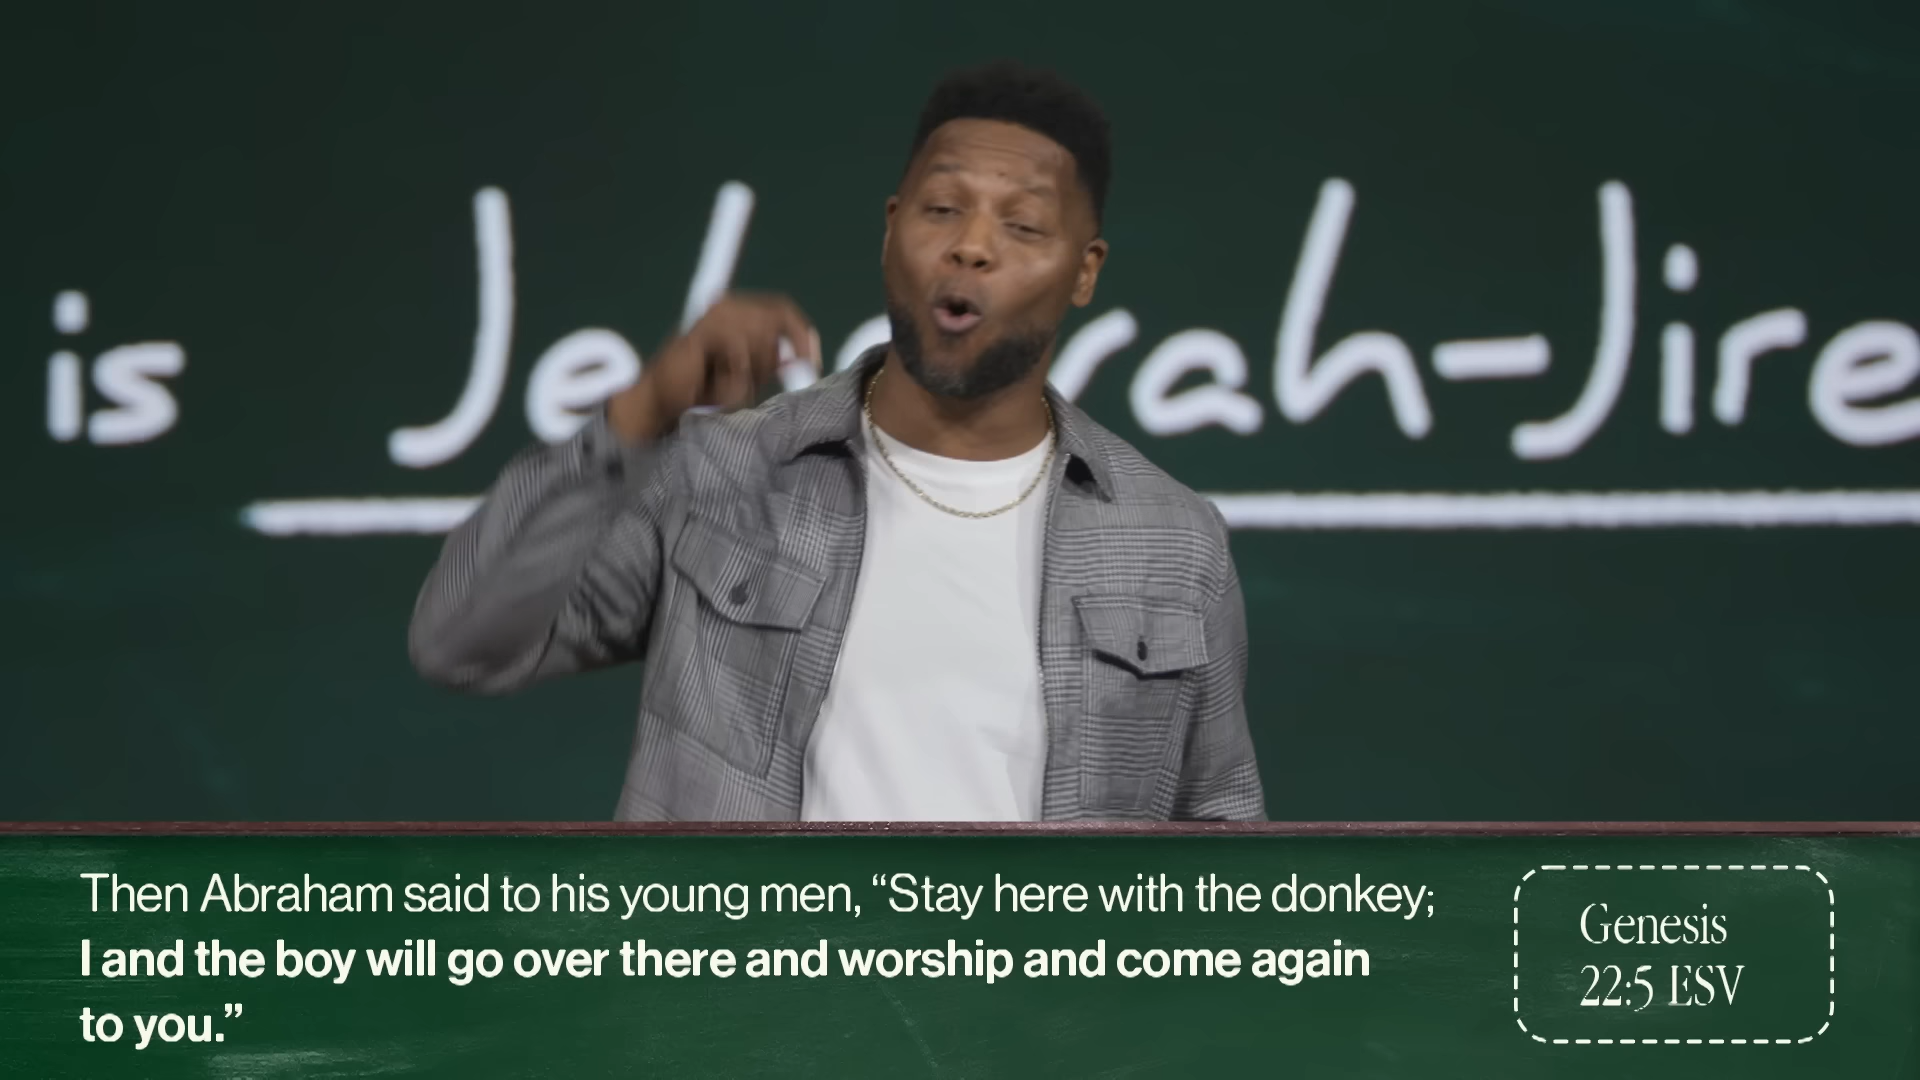 is Jehovah-Jire
Then Abraham said to his young men, “Stay here with the donkey;
I and the boy will go over there and worship and come again
to you.”
Genesis
22:5 ESV